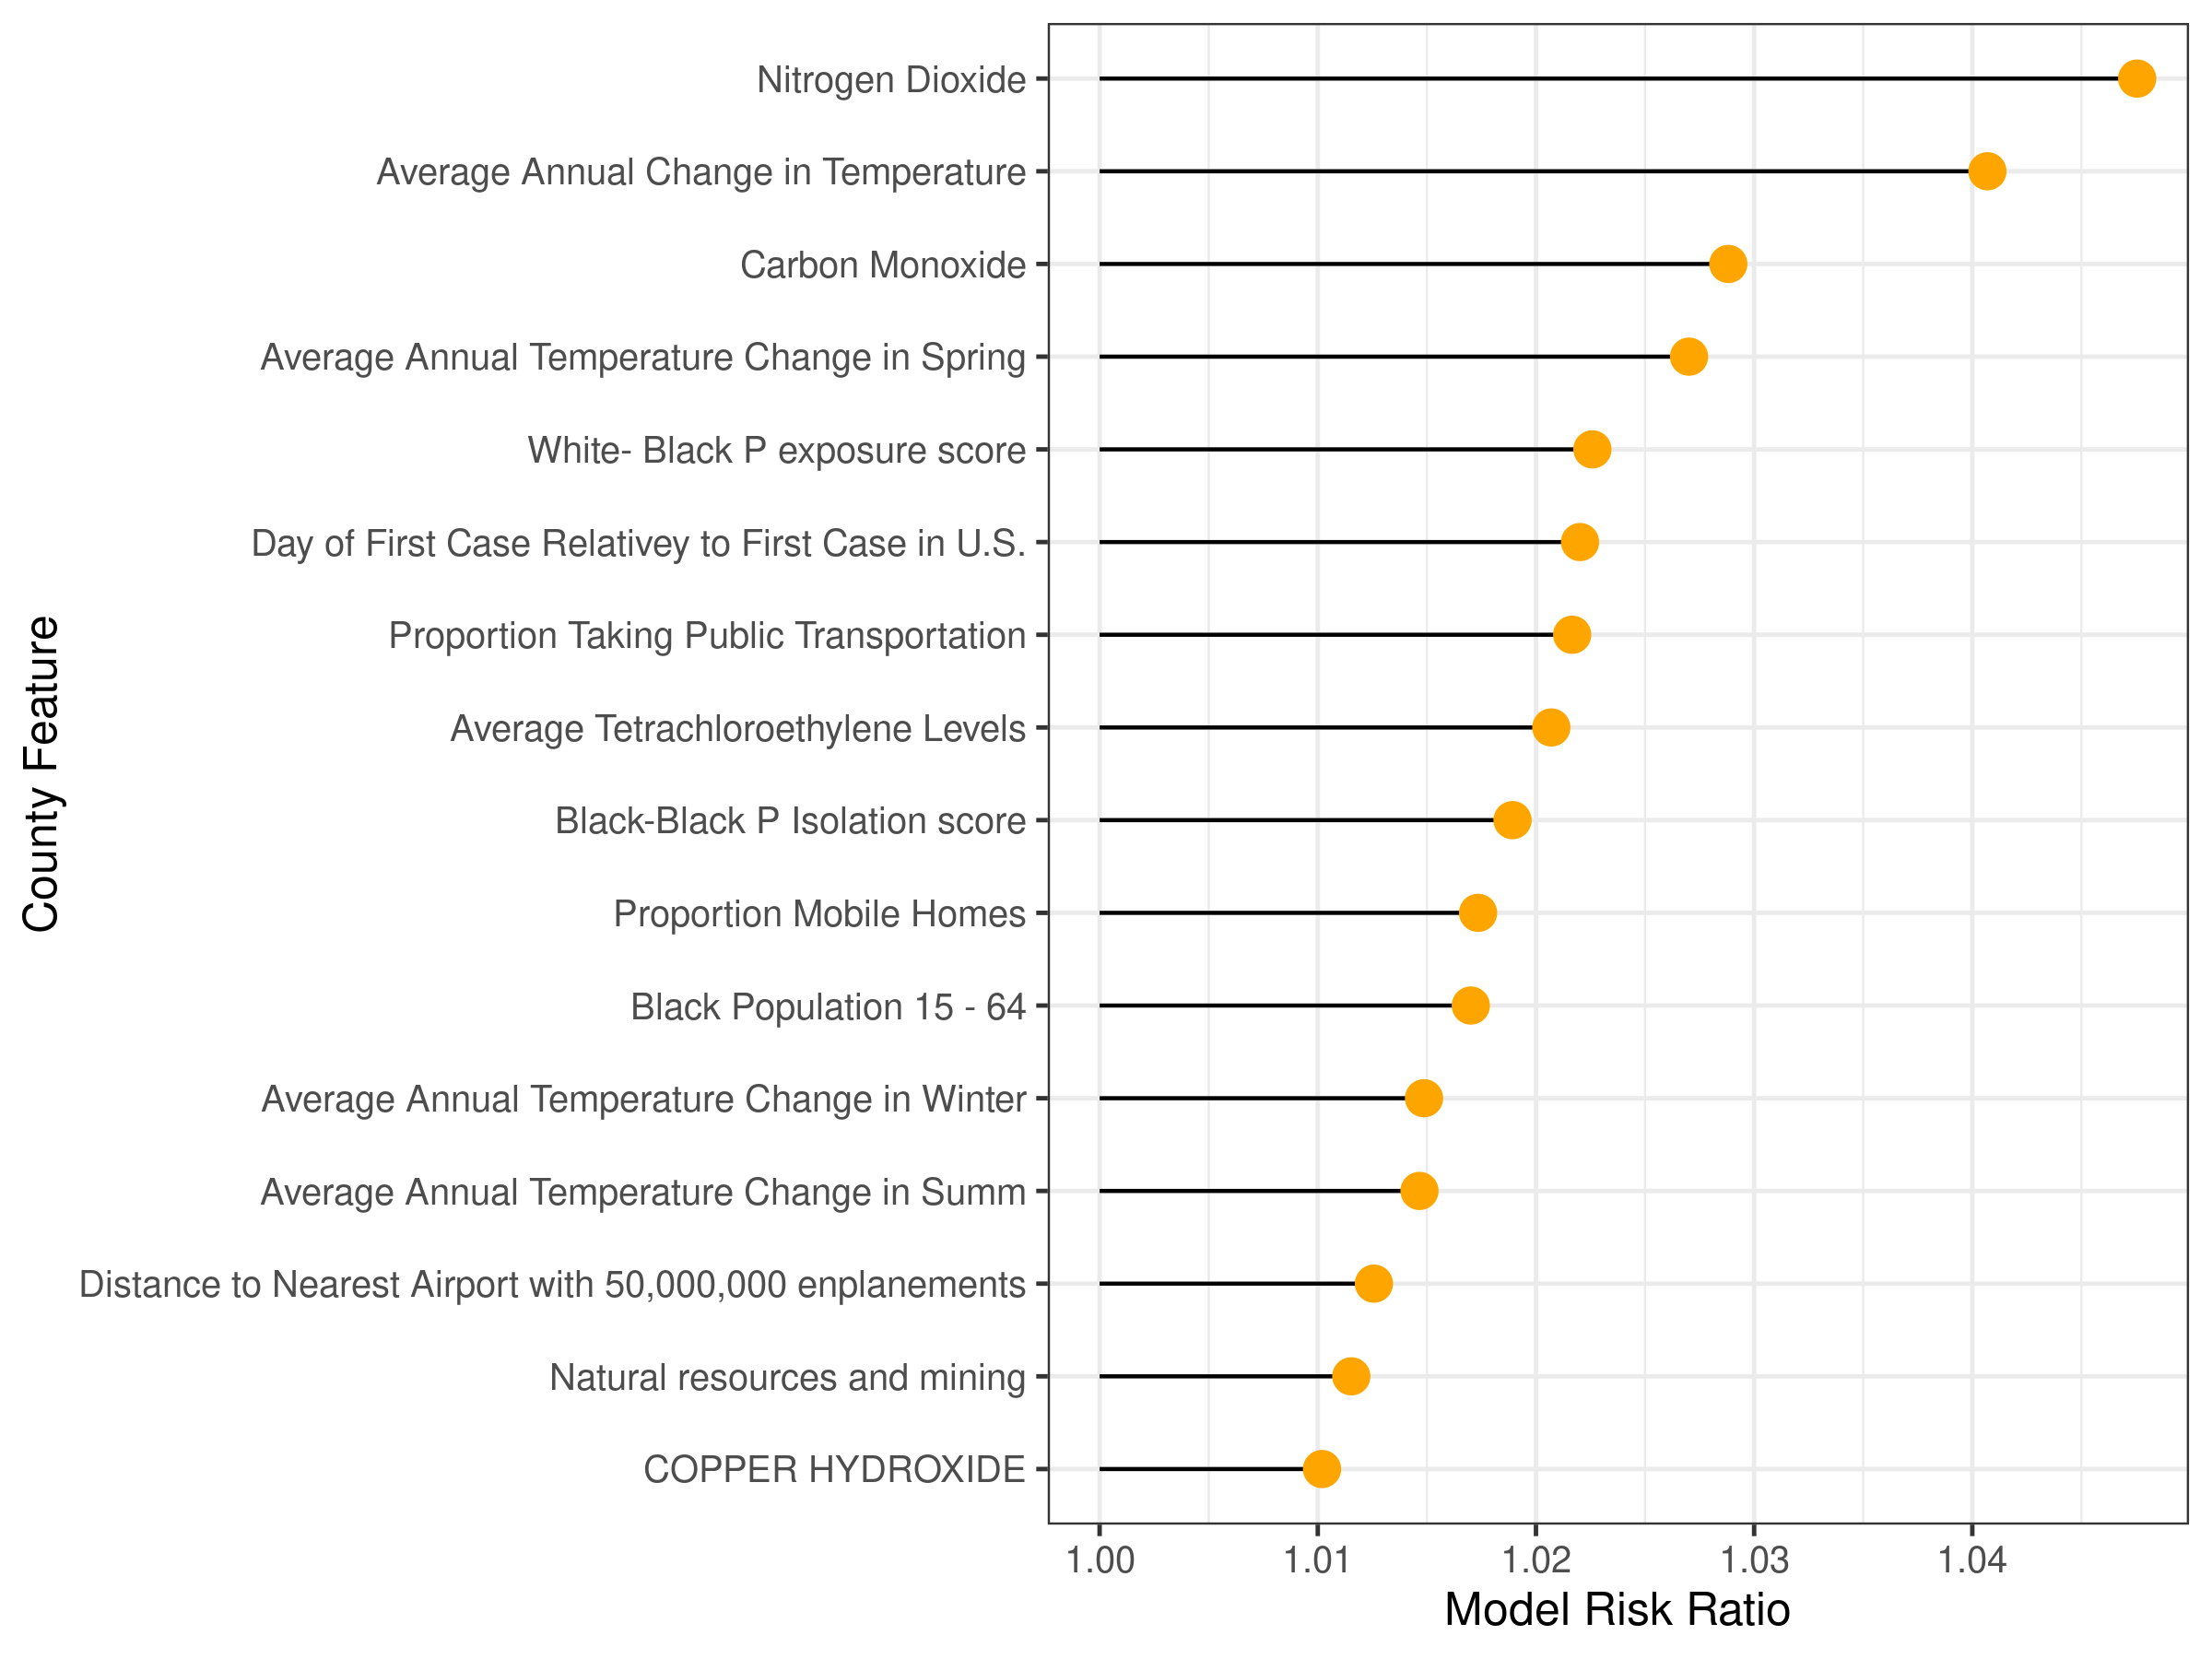 Nitrogen Dioxide
Average Annual Change in Temperature
Carbon Monoxide
Average Annual Temperature Change in Spring
White- Black P exposure score
Day of First Case Relativey to First Case in U.S.
Proportion Taking Public Transportation
Average Tetrachloroethylene Levels
Black-Black P Isolation score
Proportion Mobile Homes
Black Population 15 - 64
Average Annual Temperature Change in Winter
Average Annual Temperature Change in Summ
Distance to Nearest Airport with 50,000,000 enplanements
Natural resources and mining
COPPER HYDROXIDE
County Feature
1.00 1.01 1.02 1.03 1.04
Model Risk Ratio